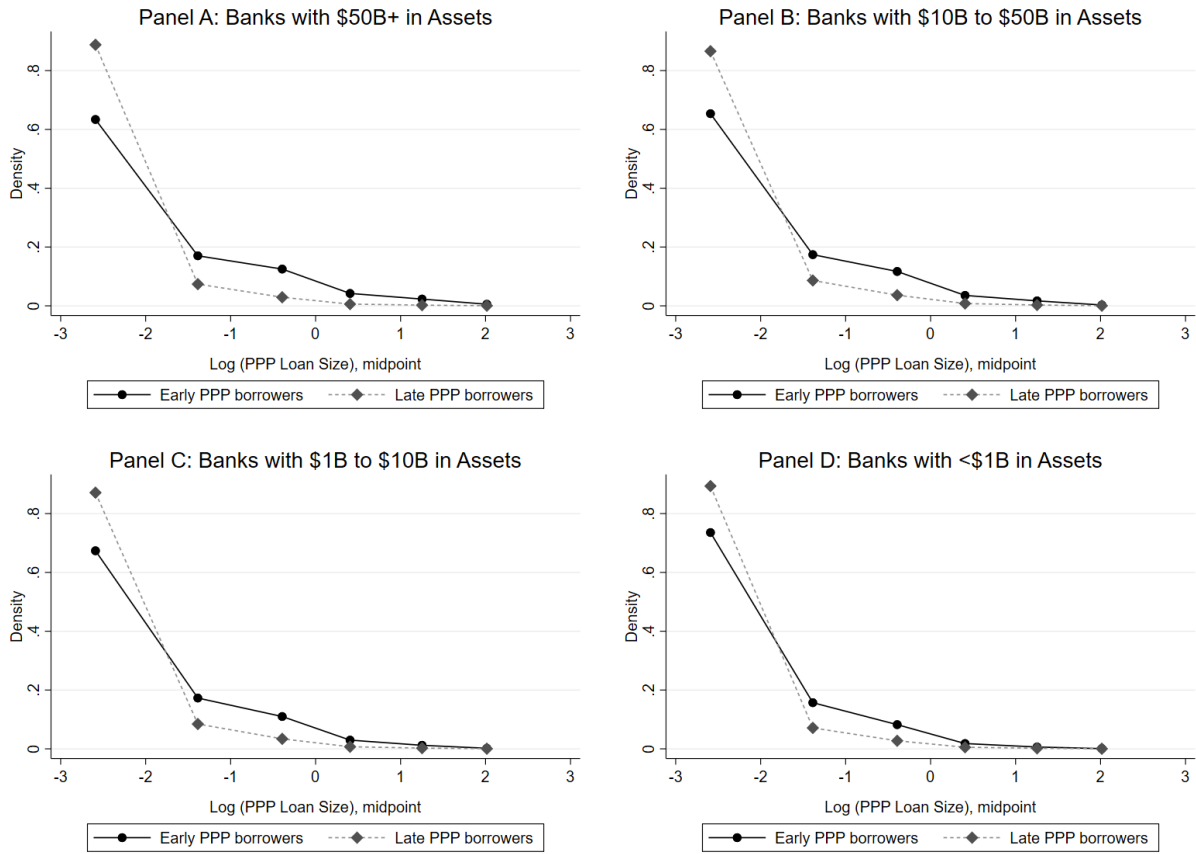 Panel A: Banks with $50B+ in Assets
Density
0 .2 .4 .6 .8
-3 -2 -1 0 1 2 3
Log (PPP Loan Size), midpoint
Early PPP borrowers Late PPP borrowers
Panel B: Banks with $10B to $50B in Assets
Density
0 .2 .4 .6 .8
-3 -2 -1 0 1 2 3
Log (PPP Loan Size), midpoint
Early PPP borrowers Late PPP borrowers
Panel C: Banks with $1B to $10B in Assets
Density
0 .2 .4 .6 .8
-3 -2 -1 0 1 2 3
Log (PPP Loan Size), midpoint
Early PPP borrowers Late PPP borrowers
Panel D: Banks with <$1B in Assets
Density
0 .2 .4 .6 .8
-3 -2 -1 0 1 2 3
Log (PPP Loan Size), midpoint
Early PPP borrowers Late PPP borrowers